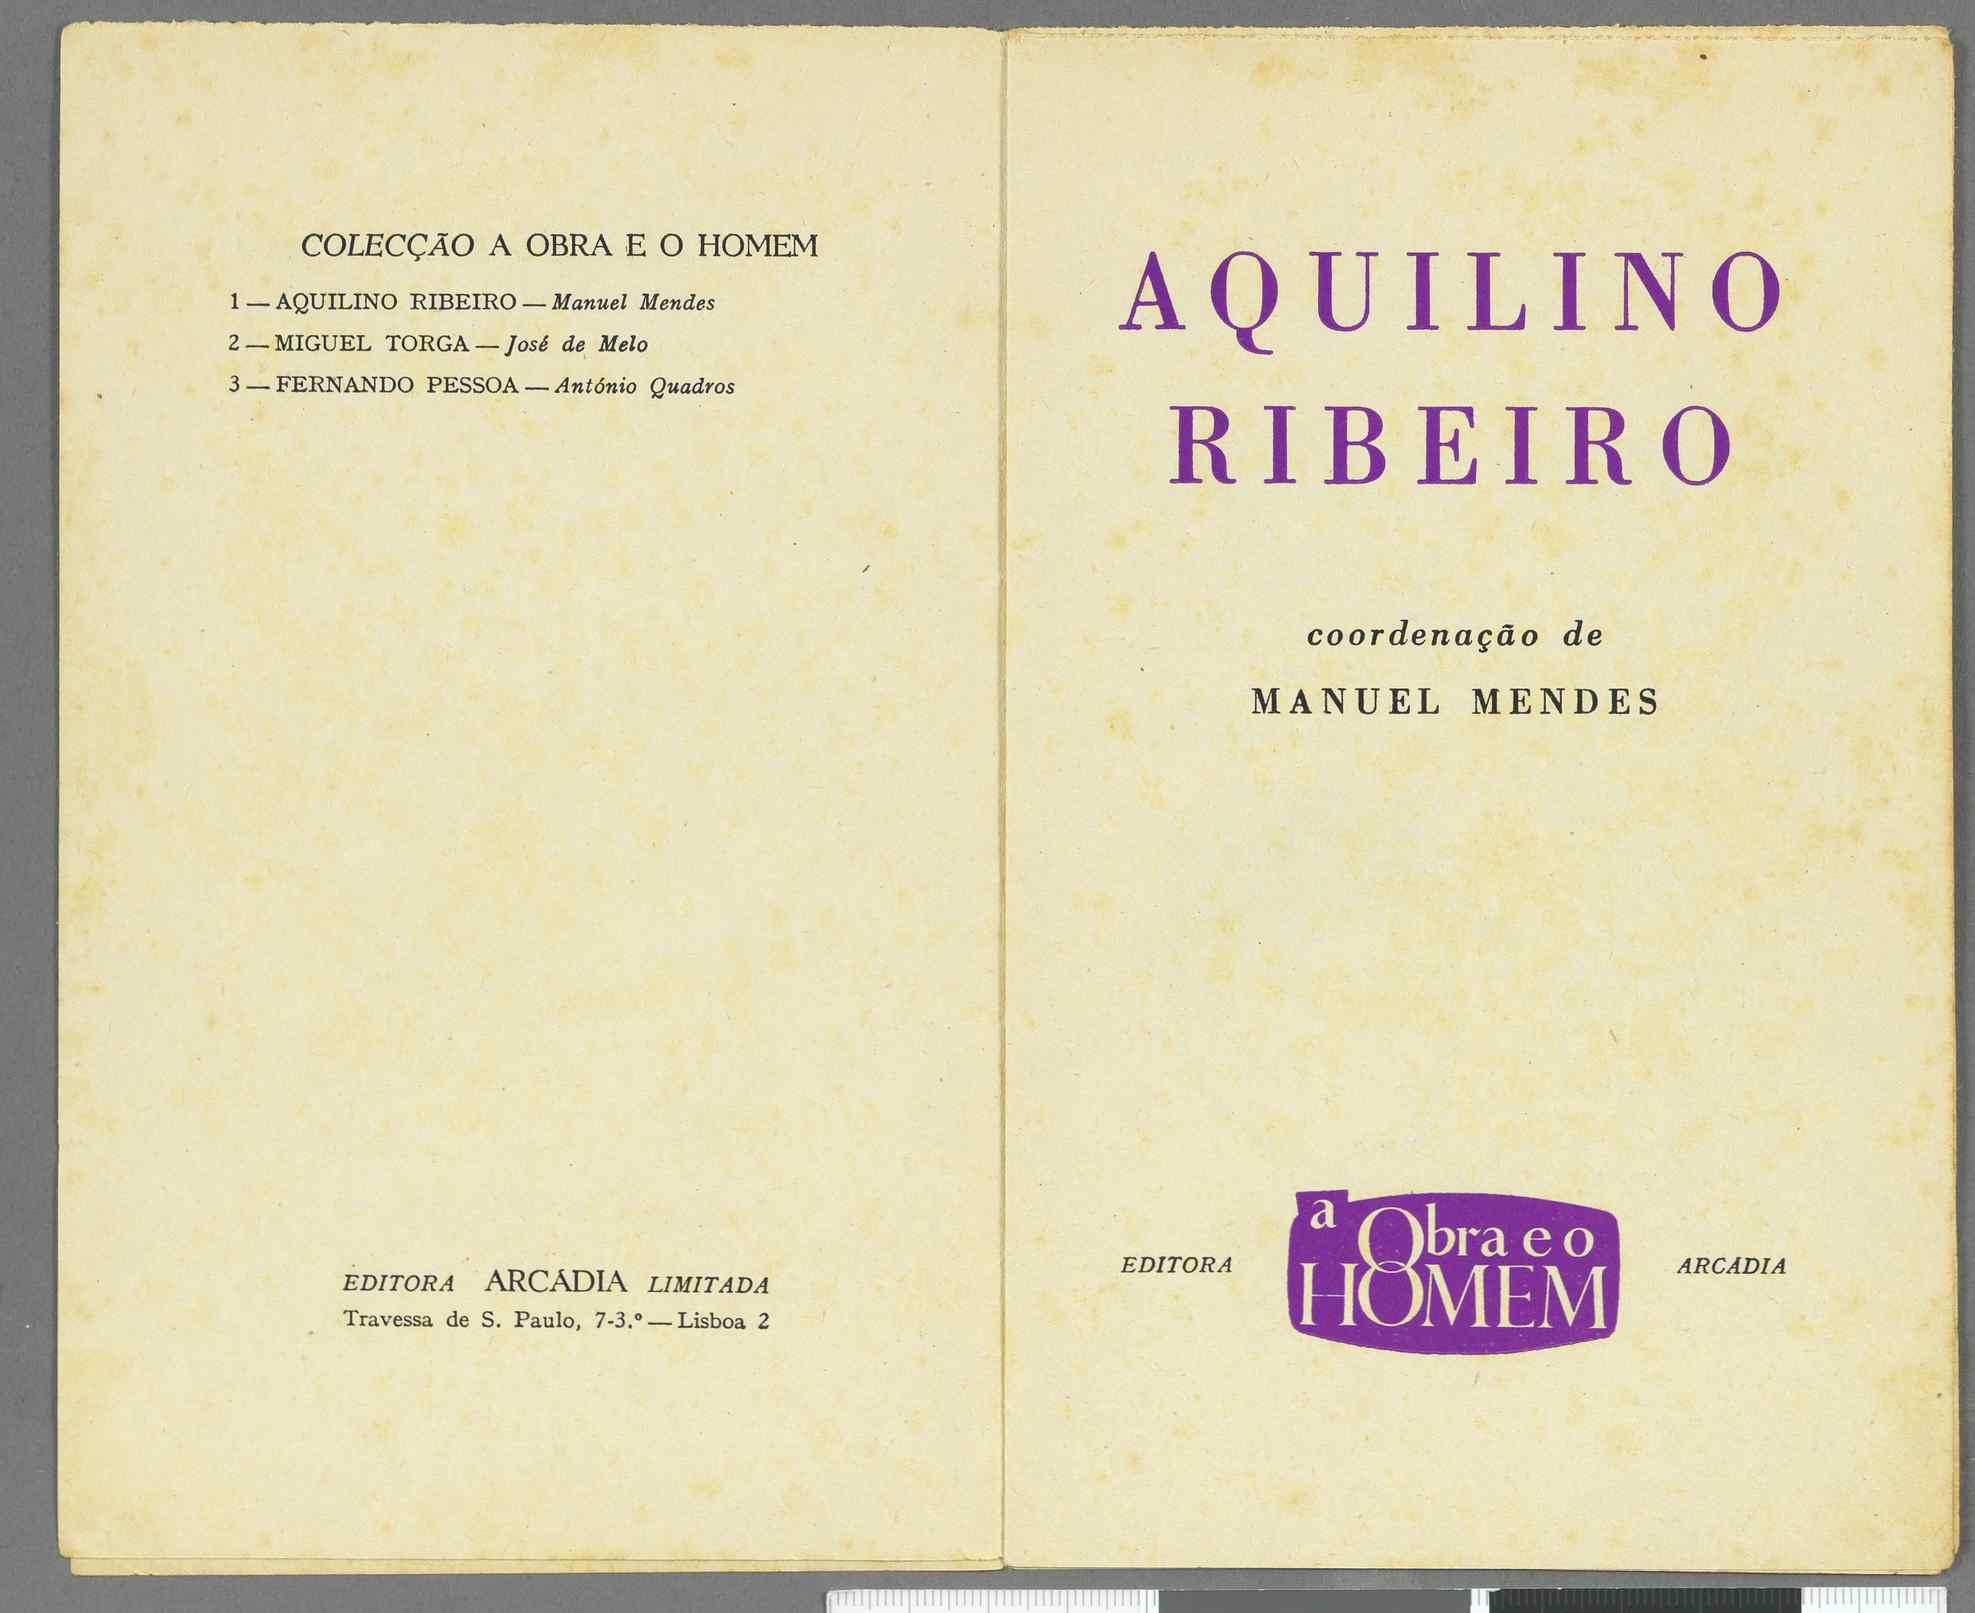 COLECÇÃO A OBRA E O HOMEM
1 — AQUILINO RIBEIRO — Manuel Mendes
2 — MIGUEL TORGA — José de Melo
3 — FERNANDO PESSOA — António Quadros
EDITORA ARCÁDIA LIMITADA
Travessa de S. Paulo, 7-3.º — Lisboa 2
AQUILINO
RIBEIRO
coordenação de
MANUEL MENDES
EDITORA
a Obra e o
HOMEM
ARCÁDIA